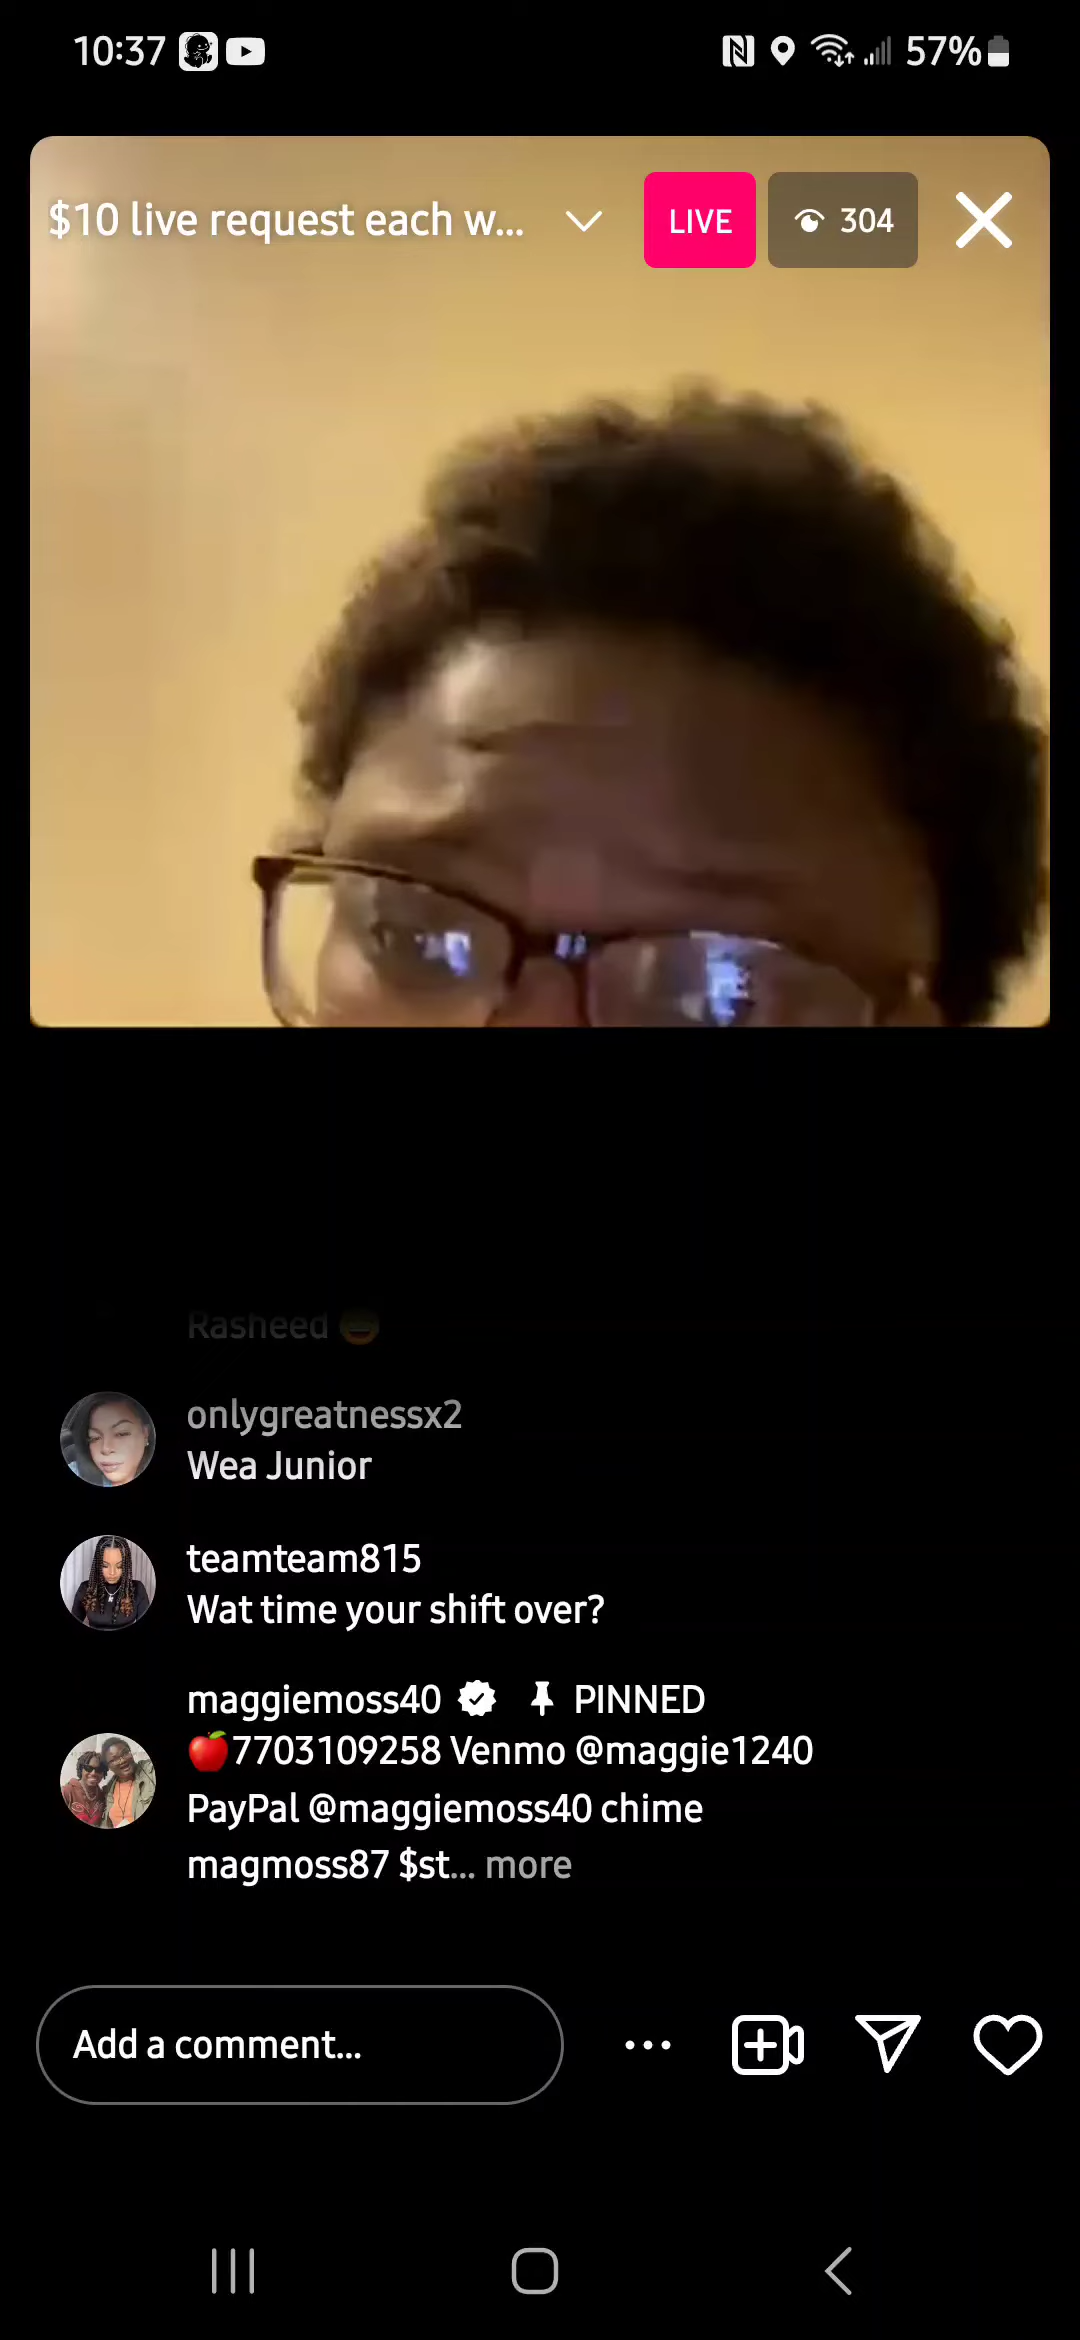 10:37 57%
$10 live request each w... LIVE 304
Rasheed 😄
onlygreatnessx2
Wea Junior
teamteam815
Wat time your shift over?
maggiemoss40 PINNED
🍎7703109258 Venmo @maggie1240
PayPal @maggiemoss40 chime
magmoss87 $st... more
Add a comment...